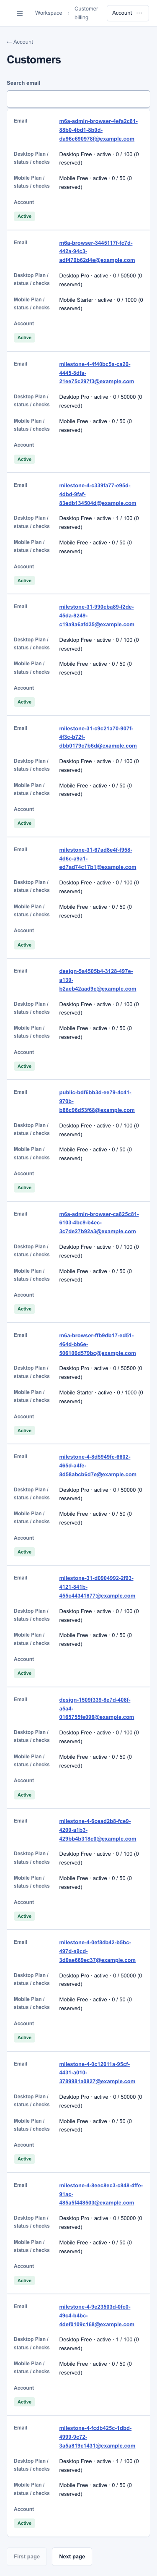 Workspace › Customer billing
Account ···
← Account
Customers
Search email
Email
m6a-admin-browser-4efa2c81-
88b0-4bd1-8b0d-
da96c690978f@example.com
Desktop Plan / status / checks
Desktop Free · active · 0 / 100 (0 reserved)
Mobile Plan / status / checks
Mobile Free · active · 0 / 50 (0 reserved)
Account
Active
Email
m6a-browser-3445117f-fc7d-
442a-94c3-
adf470b62d4e@example.com
Desktop Plan / status / checks
Desktop Pro · active · 0 / 50500 (0 reserved)
Mobile Plan / status / checks
Mobile Starter · active · 0 / 1000 (0 reserved)
Account
Active
Email
milestone-4-4f40bc5a-ca20-
4445-8dfa-
21ee75c297f3@example.com
Desktop Plan / status / checks
Desktop Pro · active · 0 / 50000 (0 reserved)
Mobile Plan / status / checks
Mobile Free · active · 0 / 50 (0 reserved)
Account
Active
Email
milestone-4-c339fa77-e95d-
4dbd-9faf-
03edb134504d@example.com
Desktop Plan / status / checks
Desktop Free · active · 1 / 100 (0 reserved)
Mobile Plan / status / checks
Mobile Free · active · 0 / 50 (0 reserved)
Account
Active
Email
milestone-31-990cba89-f2de-
45da-9249-
c19a9a6afd35@example.com
Desktop Plan / status / checks
Desktop Free · active · 0 / 100 (0 reserved)
Mobile Plan / status / checks
Mobile Free · active · 0 / 50 (0 reserved)
Account
Active
Email
milestone-31-c9c21a70-907f-
4f3c-b72f-
dbb0179c7b6d@example.com
Desktop Plan / status / checks
Desktop Free · active · 0 / 100 (0 reserved)
Mobile Plan / status / checks
Mobile Free · active · 0 / 50 (0 reserved)
Account
Active
Email
milestone-31-67ad8e4f-f958-
4d6c-a9a1-
ed7ad74c17b1@example.com
Desktop Plan / status / checks
Desktop Free · active · 0 / 100 (0 reserved)
Mobile Plan / status / checks
Mobile Free · active · 0 / 50 (0 reserved)
Account
Active
Email
design-5a4505b4-3128-497e-
a130-
b2aeb42aad9c@example.com
Desktop Plan / status / checks
Desktop Free · active · 0 / 100 (0 reserved)
Mobile Plan / status / checks
Mobile Free · active · 0 / 50 (0 reserved)
Account
Active
Email
public-bdf6bb3d-ee79-4c41-
970b-
b86c96d53f68@example.com
Desktop Plan / status / checks
Desktop Free · active · 0 / 100 (0 reserved)
Mobile Plan / status / checks
Mobile Free · active · 0 / 50 (0 reserved)
Account
Active
Email
m6a-admin-browser-ca825c81-
6103-4bc9-b4ec-
3c7de27b92a3@example.com
Desktop Plan / status / checks
Desktop Free · active · 0 / 100 (0 reserved)
Mobile Plan / status / checks
Mobile Free · active · 0 / 50 (0 reserved)
Account
Active
Email
m6a-browser-ffb9db17-ed51-
464d-bb6e-
506106d579bc@example.com
Desktop Plan / status / checks
Desktop Pro · active · 0 / 50500 (0 reserved)
Mobile Plan / status / checks
Mobile Starter · active · 0 / 1000 (0 reserved)
Account
Active
Email
milestone-4-8d5949fc-6602-
465d-a4fe-
8d58abcb6d7e@example.com
Desktop Plan / status / checks
Desktop Pro · active · 0 / 50000 (0 reserved)
Mobile Plan / status / checks
Mobile Free · active · 0 / 50 (0 reserved)
Account
Active
Email
milestone-31-d0904992-2f93-
4121-841b-
455c44341877@example.com
Desktop Plan / status / checks
Desktop Free · active · 0 / 100 (0 reserved)
Mobile Plan / status / checks
Mobile Free · active · 0 / 50 (0 reserved)
Account
Active
Email
design-1509f339-8e7d-408f-
a5a4-
0165755fe096@example.com
Desktop Plan / status / checks
Desktop Free · active · 0 / 100 (0 reserved)
Mobile Plan / status / checks
Mobile Free · active · 0 / 50 (0 reserved)
Account
Active
Email
milestone-4-6cead2b8-fce9-
4200-a1b3-
429bb4b318c0@example.com
Desktop Plan / status / checks
Desktop Free · active · 0 / 100 (0 reserved)
Mobile Plan / status / checks
Mobile Free · active · 0 / 50 (0 reserved)
Account
Active
Email
milestone-4-0ef84b42-b5bc-
497d-a9cd-
3d0ae669ec37@example.com
Desktop Plan / status / checks
Desktop Pro · active · 0 / 50000 (0 reserved)
Mobile Plan / status / checks
Mobile Free · active · 0 / 50 (0 reserved)
Account
Active
Email
milestone-4-0c12011a-95cf-
4431-a010-
3789981a0827@example.com
Desktop Plan / status / checks
Desktop Pro · active · 0 / 50000 (0 reserved)
Mobile Plan / status / checks
Mobile Free · active · 0 / 50 (0 reserved)
Account
Active
Email
milestone-4-8eec8ec3-c848-4ffe-
91ac-
485a5f448503@example.com
Desktop Plan / status / checks
Desktop Pro · active · 0 / 50000 (0 reserved)
Mobile Plan / status / checks
Mobile Free · active · 0 / 50 (0 reserved)
Account
Active
Email
milestone-4-9e23503d-0fc0-
49c4-b4bc-
4def0109c168@example.com
Desktop Plan / status / checks
Desktop Free · active · 1 / 100 (0 reserved)
Mobile Plan / status / checks
Mobile Free · active · 0 / 50 (0 reserved)
Account
Active
Email
milestone-4-fcdb425c-1dbd-
4999-9c72-
3a5a819c1431@example.com
Desktop Plan / status / checks
Desktop Free · active · 1 / 100 (0 reserved)
Mobile Plan / status / checks
Mobile Free · active · 0 / 50 (0 reserved)
Account
Active
First page
Next page